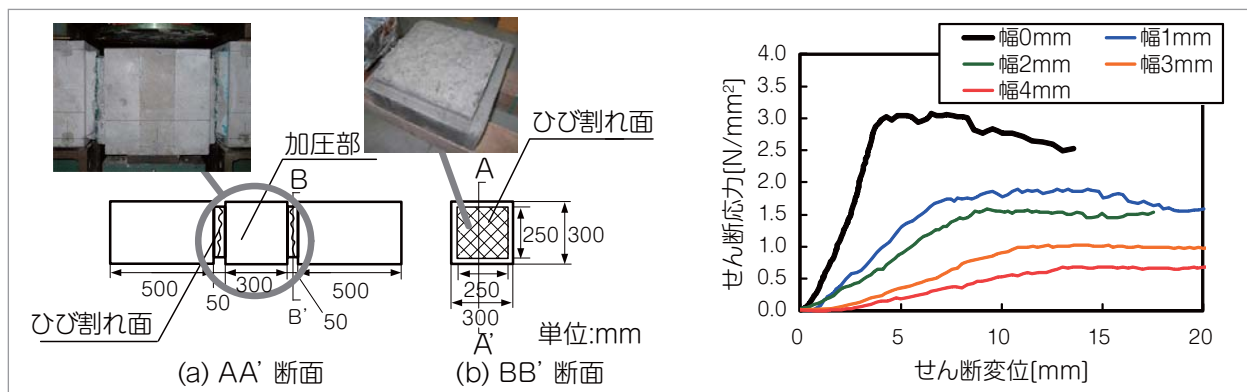 加圧部
ひび割れ面
A
B
500
50
300
500
B'
50
ひび割れ面
(a) AA' 断面
250
300
250
300
A'
単位:mm
(b) BB' 断面
幅0mm
幅1mm
幅2mm
幅3mm
幅4mm
せん断応力[N/mm²]
4.0
3.5
3.0
2.5
2.0
1.5
1.0
0.5
0.0
0
5
10
15
20
せん断変位[mm]